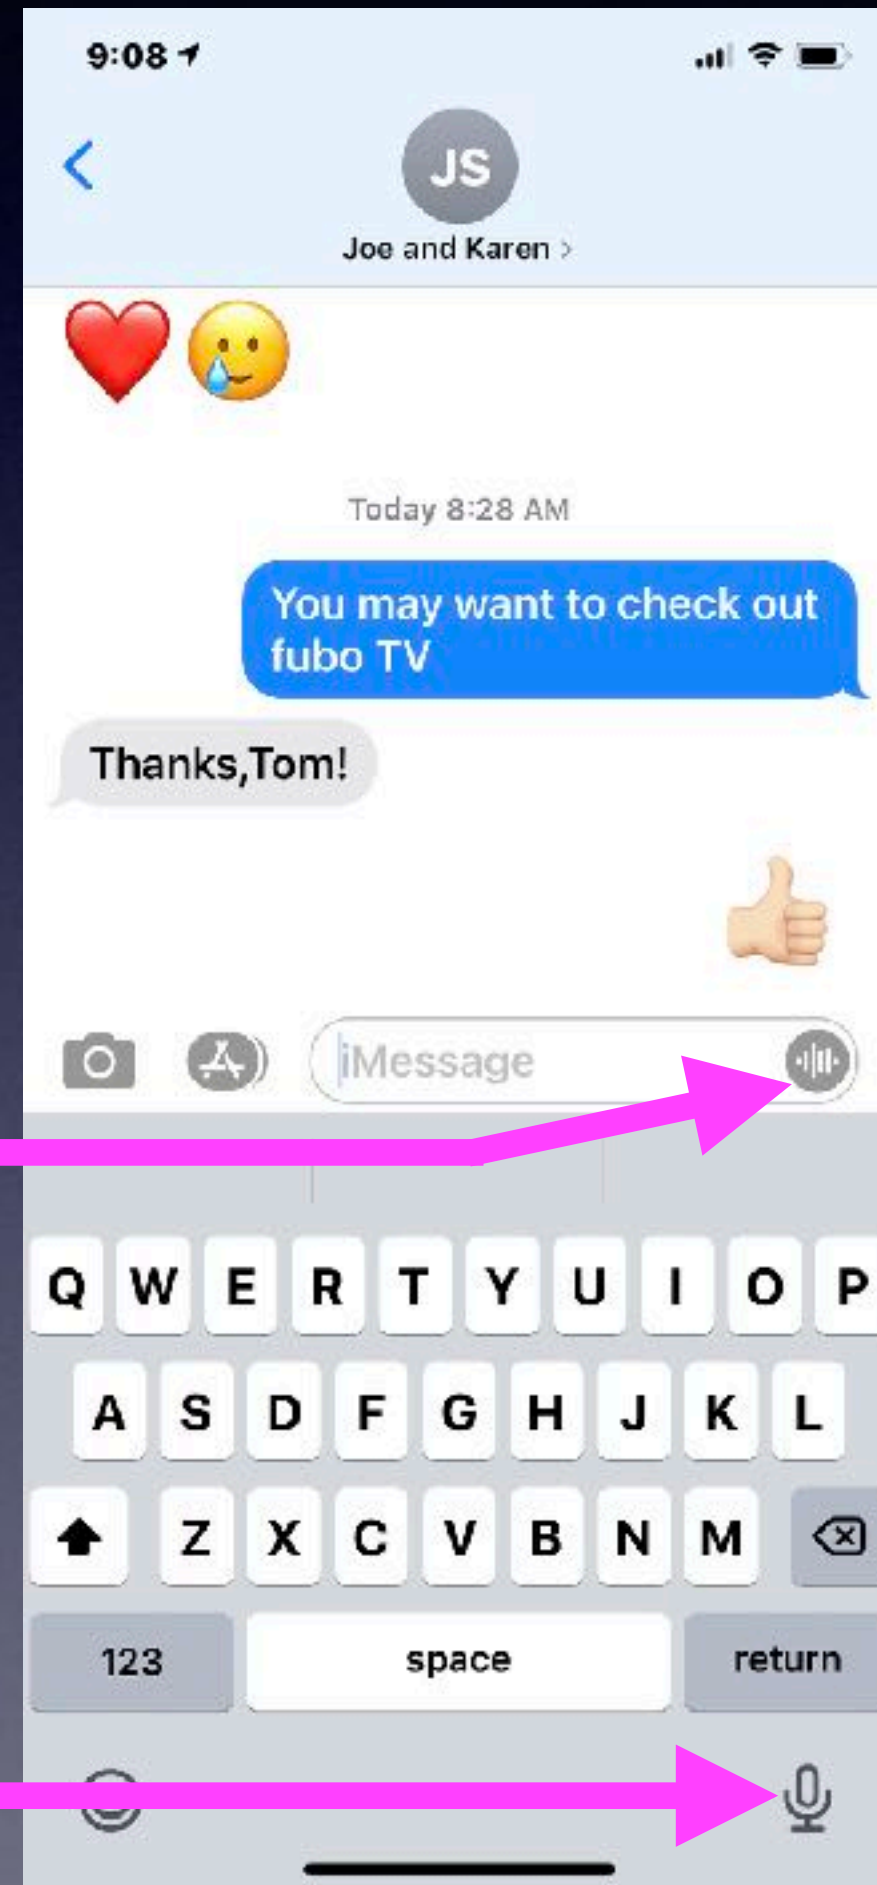 9:08
JS
Joe and Karen >
Today 8:28 AM
You may want to check out
fubo TV
Thanks,Tom!
iMessage
Q W E R T Y U I O P
A S D F G H J K L
Z X C V B N M
123 space return